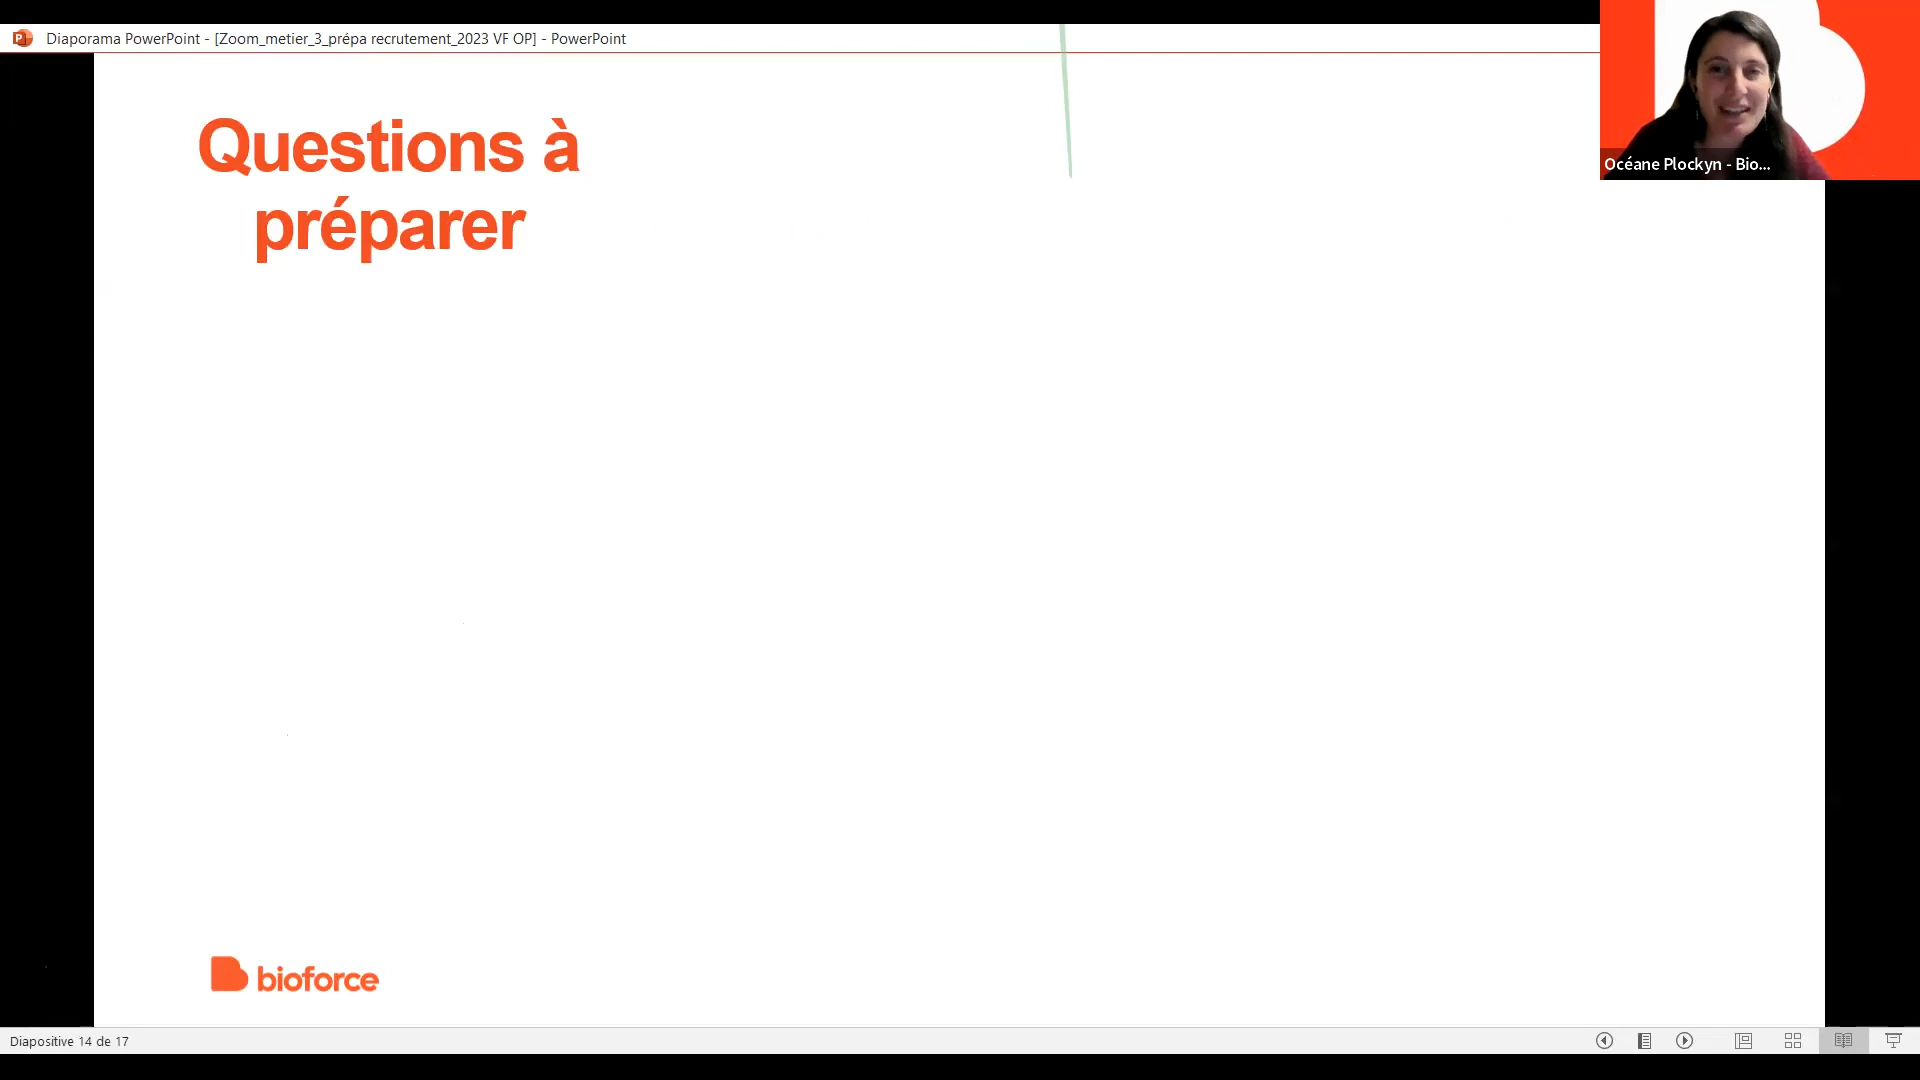 Diaporama PowerPoint - [Zoom_metier_3_prépa recrutement_2023 VF OP] - PowerPoint
Océane Plockyn - Bio...
Questions à
préparer
bioforce
Diapositive 14 de 17